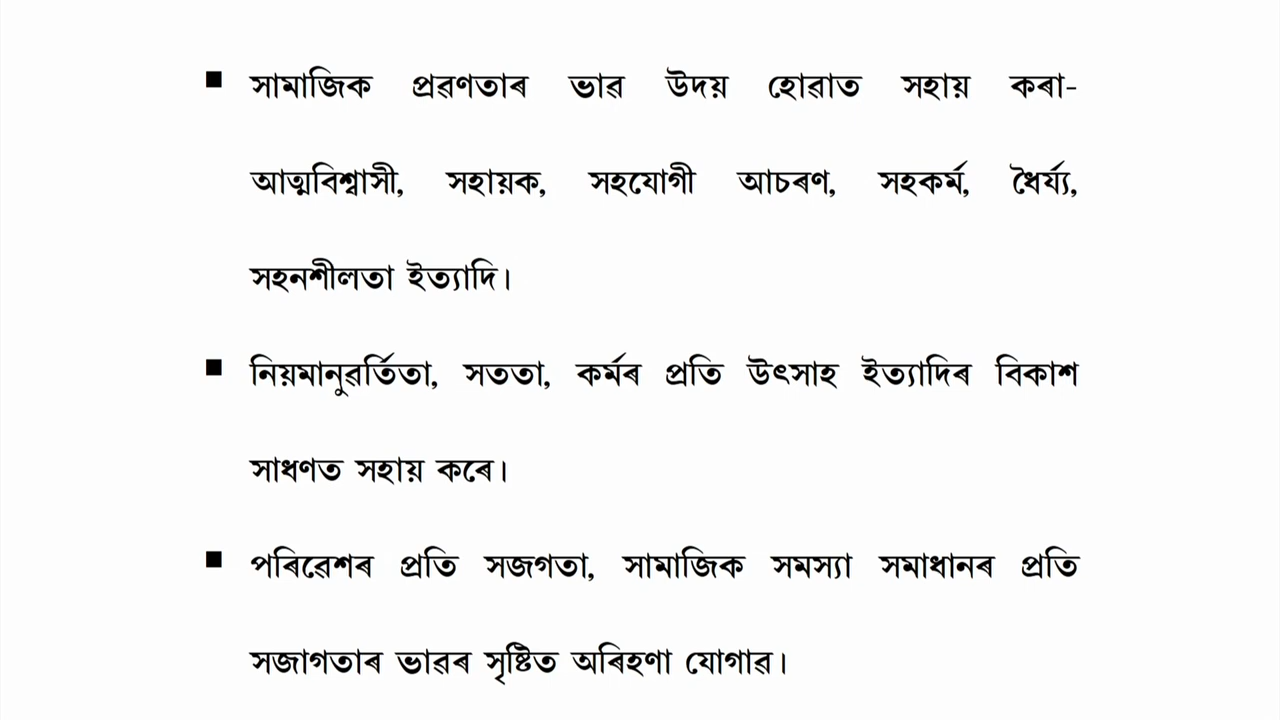 ▪ সামাজিক প্ৰৱণতাৰ ভাৱ উদয় হোৱাত সহায় কৰা-
আত্মবিশ্বাসী, সহায়ক, সহযোগী আচৰণ, সহকৰ্ম, ধৈৰ্য্য,
সহনশীলতা ইত্যাদি।
▪ নিয়মানুৱৰ্তিতা, সততা, কৰ্মৰ প্ৰতি উৎসাহ ইত্যাদিৰ বিকাশ
সাধণত সহায় কৰে।
▪ পৰিৱেশৰ প্ৰতি সজগতা, সামাজিক সমস্যা সমাধানৰ প্ৰতি
সজাগতাৰ ভাৱৰ সৃষ্টিত অৰিহণা যোগাৱ।